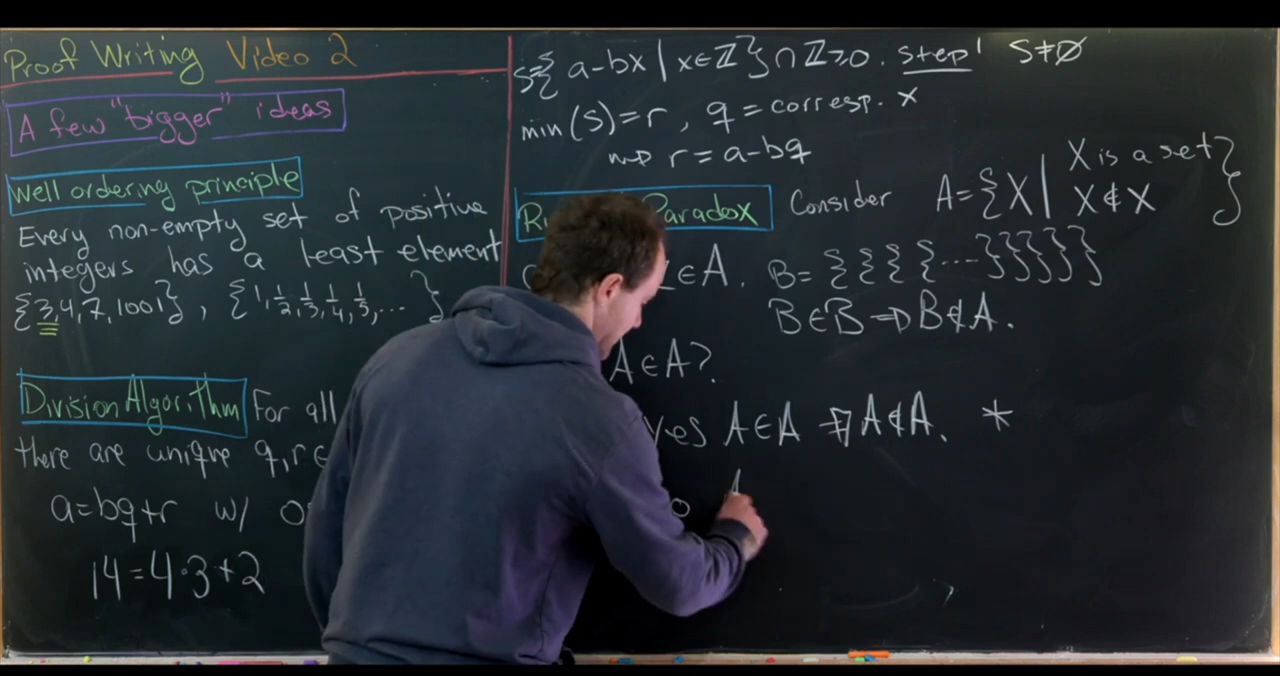 Proof Writing Video 2
A few "bigger" ideas
Well ordering principle
Every non-empty set of positive
integers has a least element
{3,4,7,1001}, {1,1/2,1/3,1/4,1/5,...}
Division Algorithm For all
there are unique q,r ∈
a=bq+r w/
14=4·3+2
S={a-bx | x∈ℤ}∩ℤ≥0. step 1 S≠∅
min(S)=r, q=corresp. x
⇝ r=a-bq
Paradox Consider A={X | X is a set
X∉X}
∈A. B={{{{...}}}}}}
B∈B ⇒ B∉A.
A∈A?
yes A∈A ⇒ A∉A. *